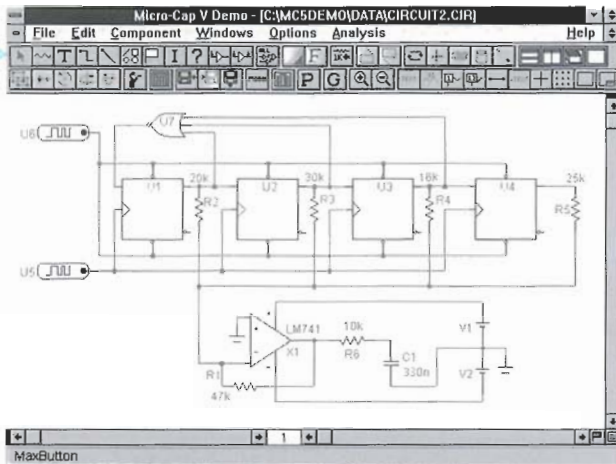 Micro-Cap V Demo - [C:\MC5DEMO\DATA\CIRCUIT2.CIR]
File Edit Component Windows Options Analysis Help
T I ? F
P G
U6
U7
20k 30k 16k 25k
U1 U2 U3 U4
R2 R3 R4 R5
U5
LM741
X1
10k
R6
C1
330n
V1
V2
R1
47k
1
MaxButton